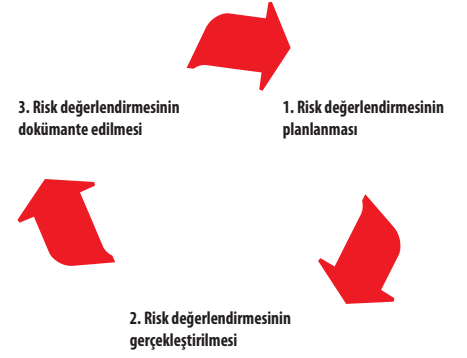 1. Risk değerlendirmesinin
planlanması
2. Risk değerlendirmesinin
gerçekleştirilmesi
3. Risk değerlendirmesinin
dokümante edilmesi